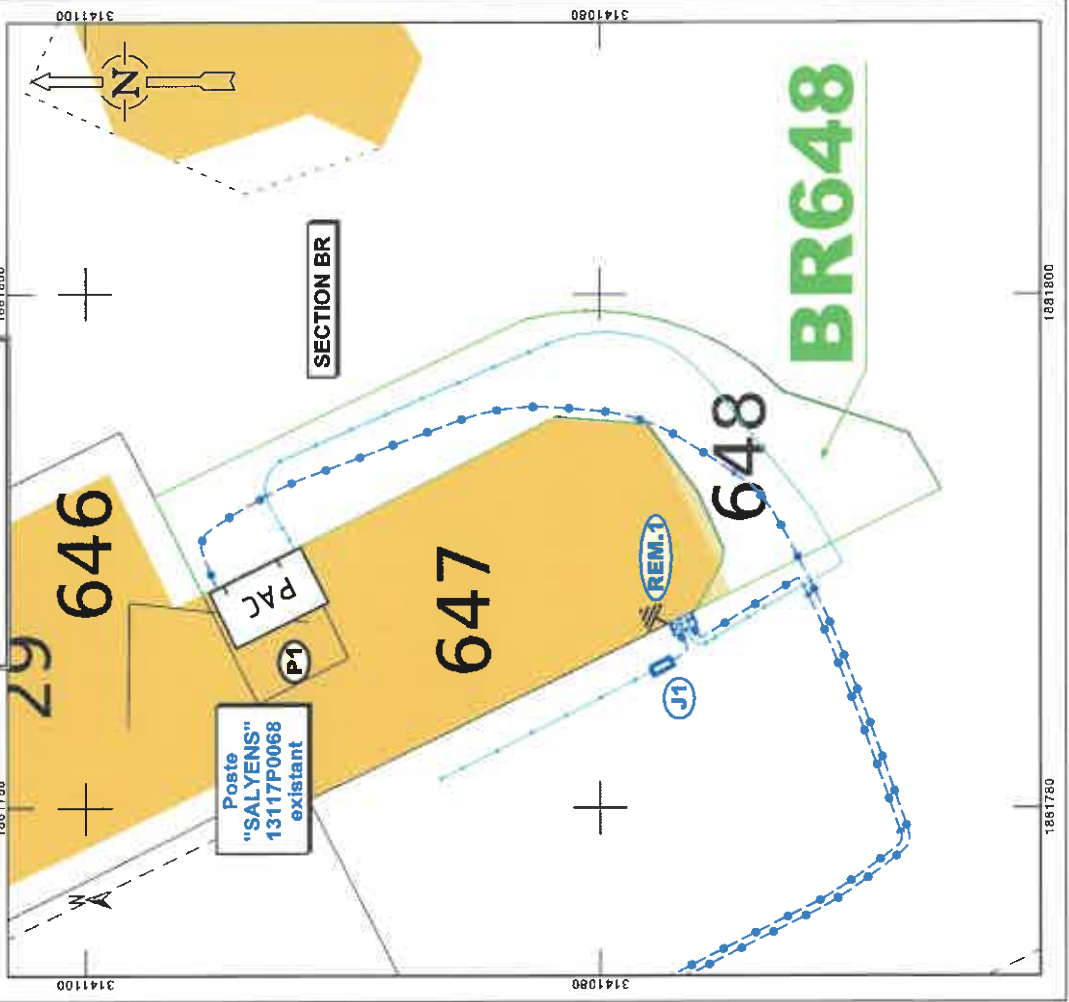 3141100
3141080
N
BR648
SECTION BR
1881800
646
29
PAC
P1
647
648
REM.1
J1
Poste
"SALYENS"
13117P0068
existant
W
1881780
3141100
3141080